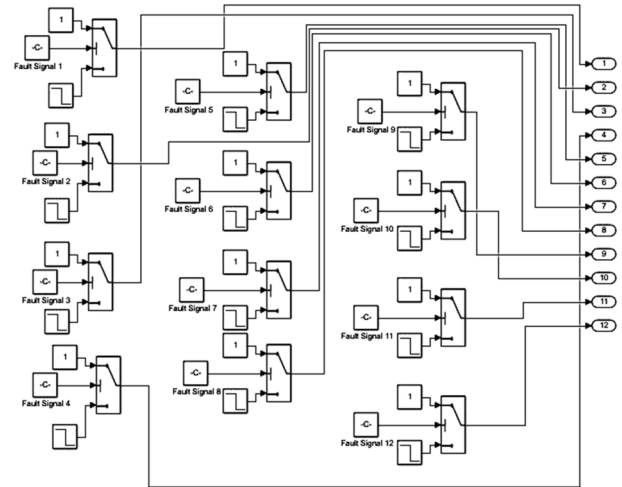 1
-C-
Fault Signal 1
1
-C-
Fault Signal 2
1
-C-
Fault Signal 3
1
-C-
Fault Signal 4
1
-C-
Fault Signal 5
1
-C-
Fault Signal 6
1
-C-
Fault Signal 7
1
-C-
Fault Signal 8
1
-C-
Fault Signal 9
1
-C-
Fault Signal 10
1
-C-
Fault Signal 11
1
-C-
Fault Signal 12
1
2
3
4
5
6
7
8
9
10
11
12